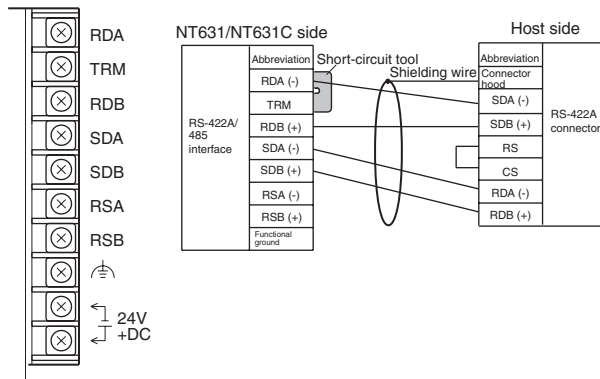 RDA
TRM
RDB
SDA
SDB
RSA
RSB
24V
+DC
NT631/NT631C side
Abbreviation
RDA (-)
TRM
RDB (+)
SDA (-)
SDB (+)
RSA (-)
RSB (+)
Functional
ground
RS-422A/
485
interface
Short-circuit tool
Shielding wire
Host side
Abbreviation
Connector
hood
SDA (-)
SDB (+)
RS
CS
RDA (-)
RDB (+)
RS-422A
connector